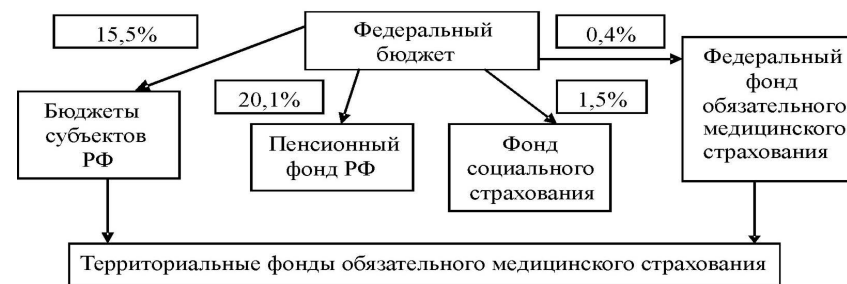 15,5%
Федеральный
бюджет
0,4%
Федеральный
фонд
обязательного
медицинского
страхования
20,1%
1,5%
Бюджеты
субъектов
РФ
Пенсионный
фонд РФ
Фонд
социального
страхования
Территориальные фонды обязательного медицинского страхования